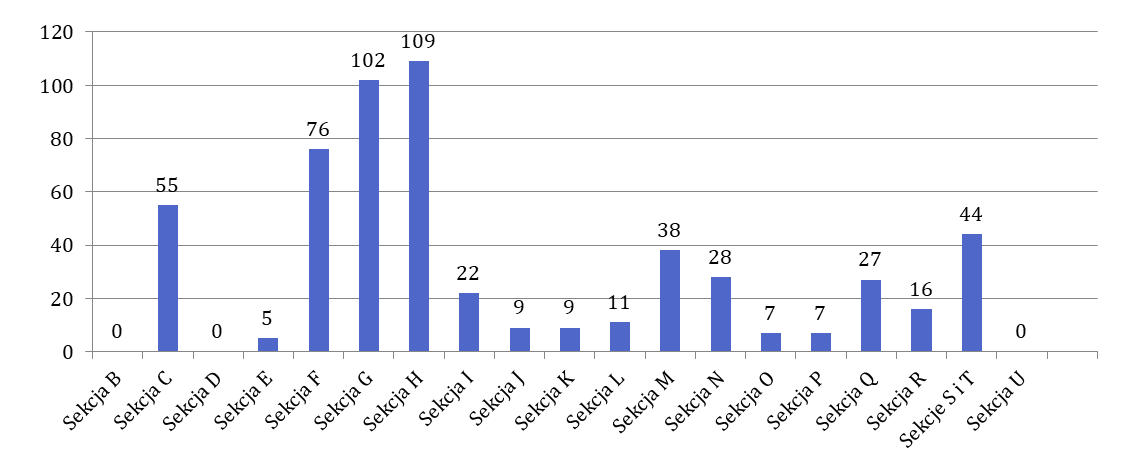 120
100
80
60
40
20
0
0
55
0
5
76
102
109
22
9
9
11
38
28
7
7
27
16
44
0
Sekcja B
Sekcja C
Sekcja D
Sekcja E
Sekcja F
Sekcja G
Sekcja H
Sekcja I
Sekcja J
Sekcja K
Sekcja L
Sekcja M
Sekcja N
Sekcja O
Sekcja P
Sekcja Q
Sekcja R
Sekcje S i T
Sekcja U